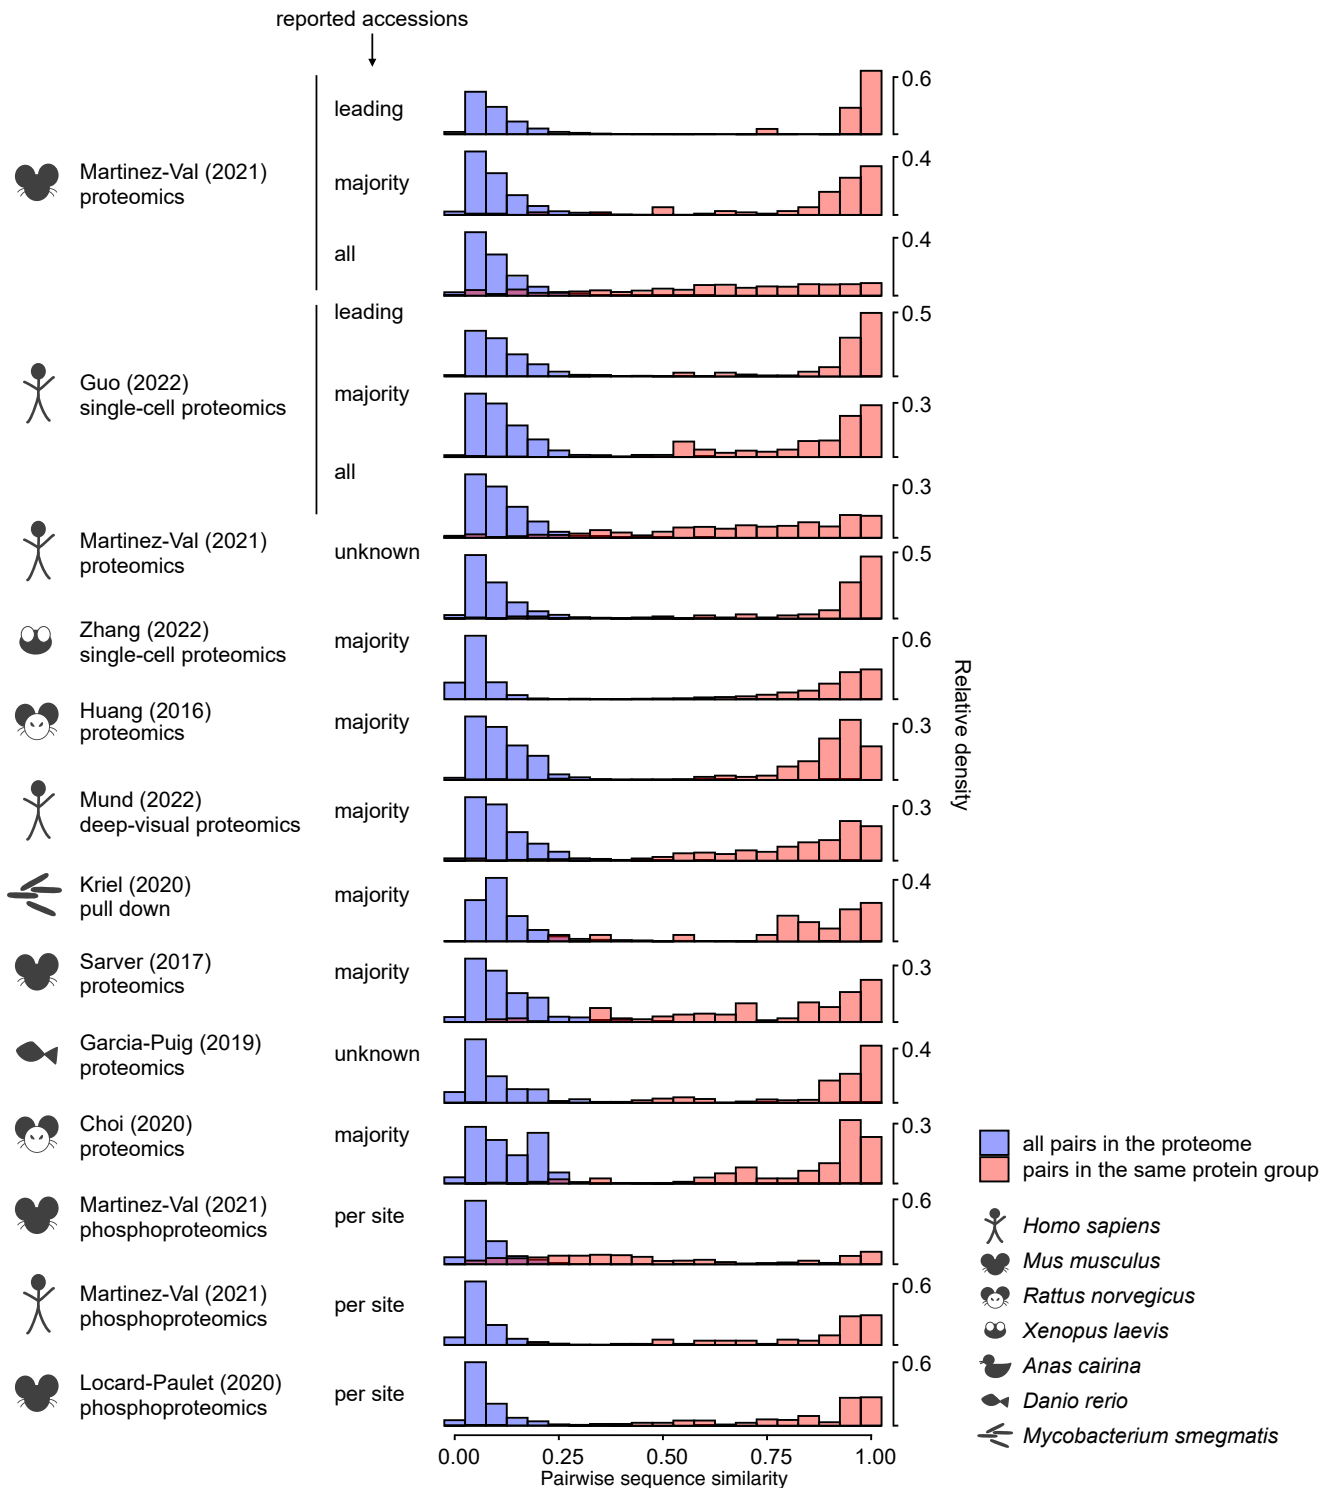 reported accessions
leading
0.6
Martinez-Val (2021)
proteomics
majority
0.4
all
0.4
leading
0.5
Guo (2022)
single-cell proteomics
majority
0.3
all
0.3
Martinez-Val (2021)
proteomics
unknown
0.5
Zhang (2022)
single-cell proteomics
majority
0.6
Huang (2016)
proteomics
majority
0.3
Relative density
Mund (2022)
deep-visual proteomics
majority
0.3
Kriel (2020)
pull down
majority
0.4
Sarver (2017)
proteomics
majority
0.3
Garcia-Puig (2019)
proteomics
unknown
0.4
Choi (2020)
proteomics
majority
0.3
Martinez-Val (2021)
phosphoproteomics
per site
0.6
Martinez-Val (2021)
phosphoproteomics
per site
0.6
Locard-Paulet (2020)
phosphoproteomics
per site
0.6
0.00 0.25 0.50 0.75 1.00
Pairwise sequence similarity
all pairs in the proteome
pairs in the same protein group
Homo sapiens
Mus musculus
Rattus norvegicus
Xenopus laevis
Anas cairina
Danio rerio
Mycobacterium smegmatis